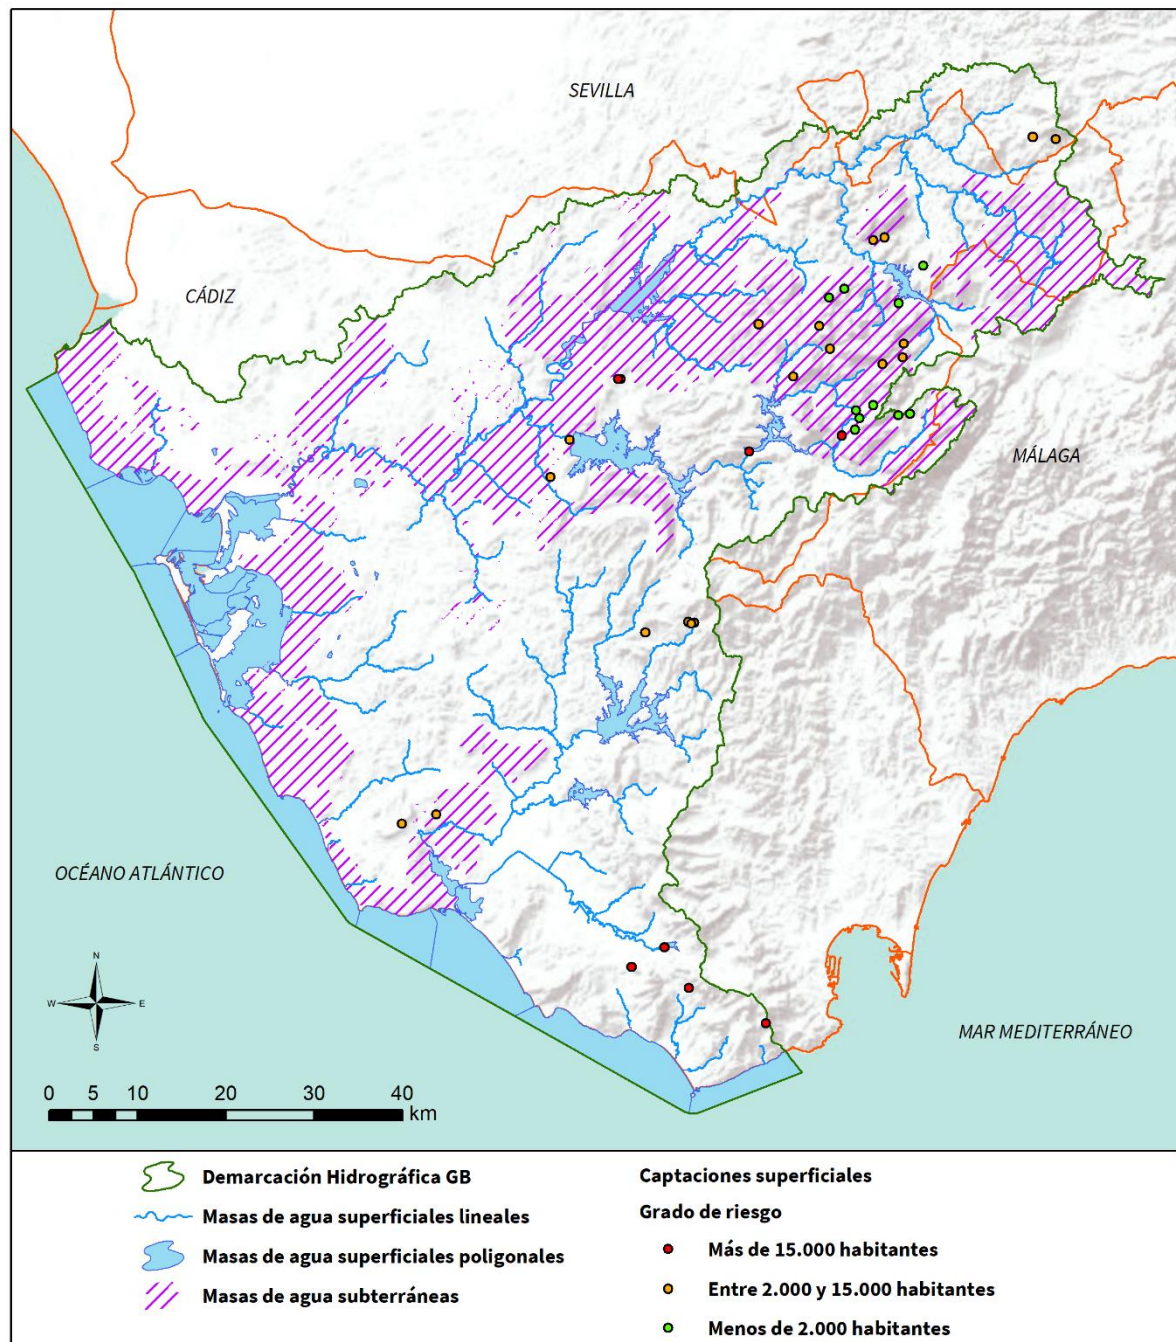 SEVILLA
CÁDIZ
MÁLAGA
OCÉANO ATLÁNTICO
N
W E
S
MAR MEDITERRÁNEO
0 5 10 20 30 40
km
Demarcación Hidrográfica GB
Masas de agua superficiales lineales
Masas de agua superficiales poligonales
Masas de agua subterráneas
Captaciones superficiales
Grado de riesgo
Más de 15.000 habitantes
Entre 2.000 y 15.000 habitantes
Menos de 2.000 habitantes